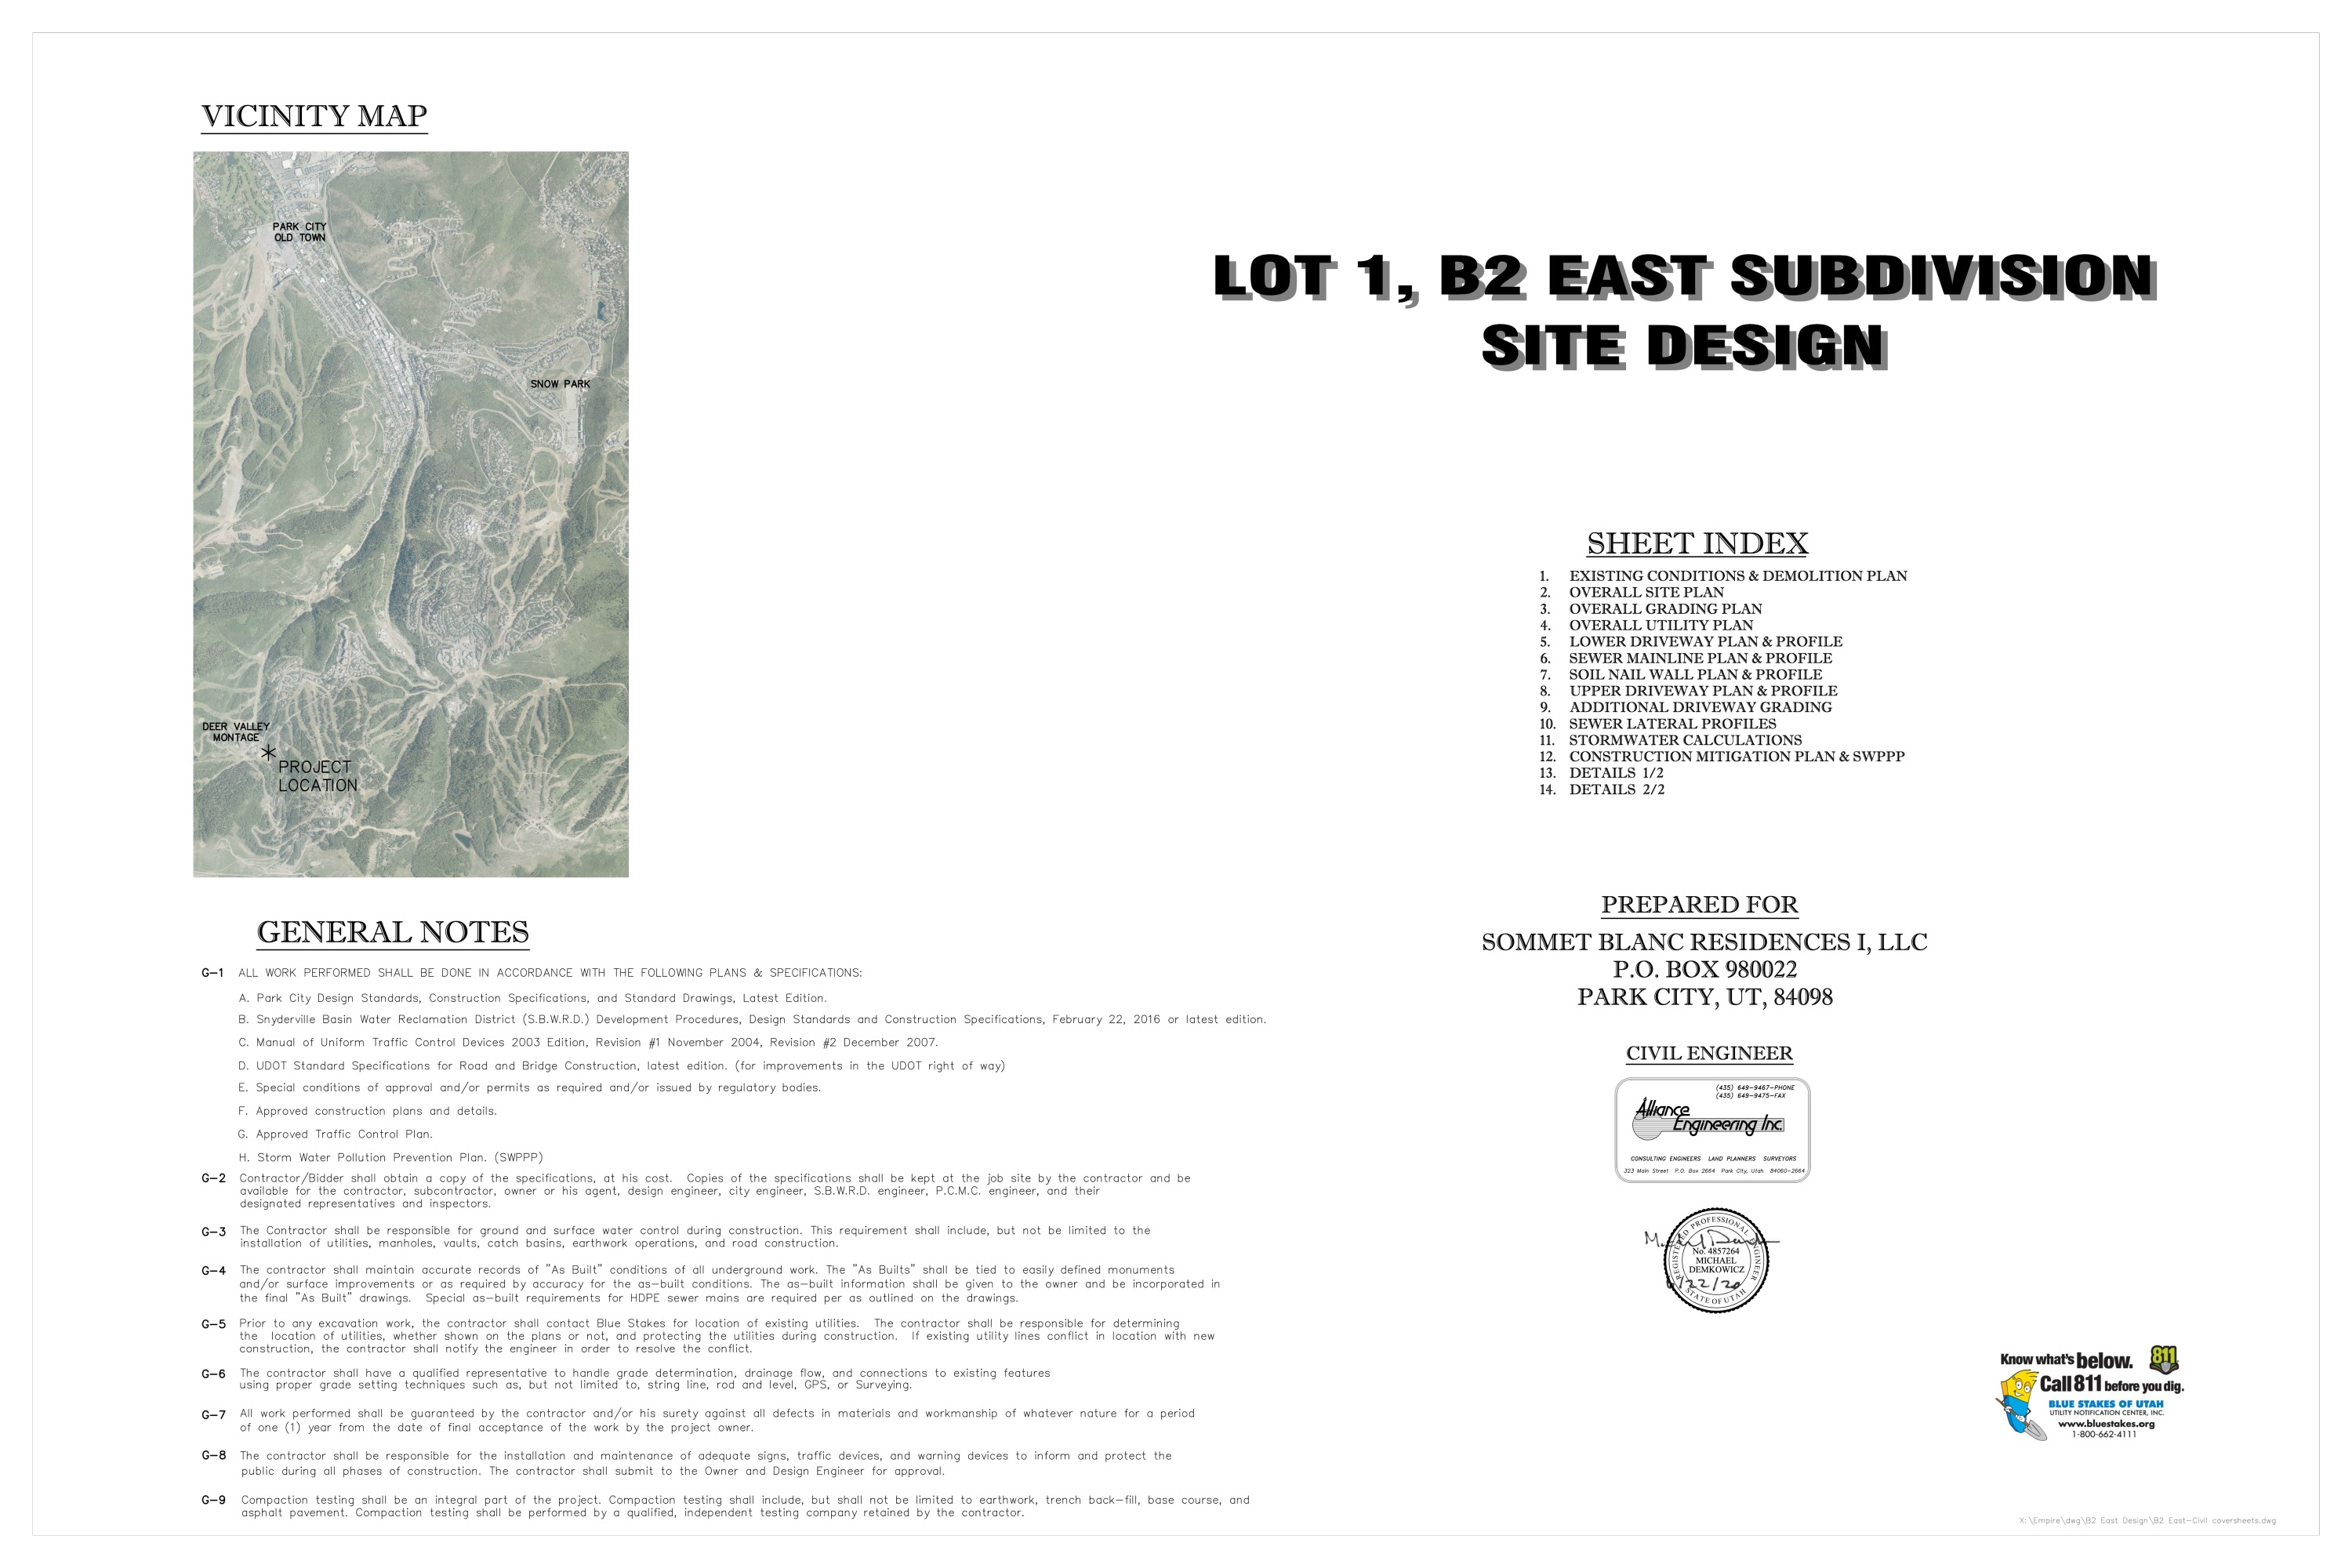 VICINITY MAP
PARK CITY
OLD TOWN
SNOW PARK
DEER VALLEY
MONTAGE
PROJECT
LOCATION
LOT 1, B2 EAST SUBDIVISION
SITE DESIGN
SHEET INDEX
1. EXISTING CONDITIONS & DEMOLITION PLAN
2. OVERALL SITE PLAN
3. OVERALL GRADING PLAN
4. OVERALL UTILITY PLAN
5. LOWER DRIVEWAY PLAN & PROFILE
6. SEWER MAINLINE PLAN & PROFILE
7. SOIL NAIL WALL PLAN & PROFILE
8. UPPER DRIVEWAY PLAN & PROFILE
9. ADDITIONAL DRIVEWAY GRADING
10. SEWER LATERAL PROFILES
11. STORMWATER CALCULATIONS
12. CONSTRUCTION MITIGATION PLAN & SWPPP
13. DETAILS 1/2
14. DETAILS 2/2
GENERAL NOTES
G-1 ALL WORK PERFORMED SHALL BE DONE IN ACCORDANCE WITH THE FOLLOWING PLANS & SPECIFICATIONS:
A. Park City Design Standards, Construction Specifications, and Standard Drawings, Latest Edition.
B. Snyderville Basin Water Reclamation District (S.B.W.R.D.) Development Procedures, Design Standards and Construction Specifications, February 22, 2016 or latest edition.
C. Manual of Uniform Traffic Control Devices 2003 Edition, Revision #1 November 2004, Revision #2 December 2007.
D. UDOT Standard Specifications for Road and Bridge Construction, latest edition. (for improvements in the UDOT right of way)
E. Special conditions of approval and/or permits as required and/or issued by regulatory bodies.
F. Approved construction plans and details.
G. Approved Traffic Control Plan.
H. Storm Water Pollution Prevention Plan. (SWPPP)
G-2 Contractor/Bidder shall obtain a copy of the specifications, at his cost. Copies of the specifications shall be kept at the job site by the contractor and be
available for the contractor, subcontractor, owner or his agent, design engineer, city engineer, S.B.W.R.D. engineer, P.C.M.C. engineer, and their
designated representatives and inspectors.
G-3 The Contractor shall be responsible for ground and surface water control during construction. This requirement shall include, but not be limited to the
installation of utilities, manholes, vaults, catch basins, earthwork operations, and road construction.
G-4 The contractor shall maintain accurate records of "As Built" conditions of all underground work. The "As Builts" shall be tied to easily defined monuments
and/or surface improvements or as required by accuracy for the as-built conditions. The as-built information shall be given to the owner and be incorporated in
the final "As Built" drawings. Special as-built requirements for HDPE sewer mains are required per as outlined on the drawings.
G-5 Prior to any excavation work, the contractor shall contact Blue Stakes for location of existing utilities. The contractor shall be responsible for determining
the location of utilities, whether shown on the plans or not, and protecting the utilities during construction. If existing utility lines conflict in location with new
construction, the contractor shall notify the engineer in order to resolve the conflict.
G-6 The contractor shall have a qualified representative to handle grade determination, drainage flow, and connections to existing features
using proper grade setting techniques such as, but not limited to, string line, rod and level, GPS, or Surveying.
G-7 All work performed shall be guaranteed by the contractor and/or his surety against all defects in materials and workmanship of whatever nature for a period
of one (1) year from the date of final acceptance of the work by the project owner.
G-8 The contractor shall be responsible for the installation and maintenance of adequate signs, traffic devices, and warning devices to inform and protect the
public during all phases of construction. The contractor shall submit to the Owner and Design Engineer for approval.
G-9 Compaction testing shall be an integral part of the project. Compaction testing shall include, but shall not be limited to earthwork, trench back-fill, base course, and
asphalt pavement. Compaction testing shall be performed by a qualified, independent testing company retained by the contractor.
PREPARED FOR
SOMMET BLANC RESIDENCES I, LLC
P.O. BOX 980022
PARK CITY, UT, 84098
CIVIL ENGINEER
(435) 649-9467-PHONE
(435) 649-9475-FAX
Alliance
Engineering Inc.
CONSULTING ENGINEERS LAND PLANNERS SURVEYORS
323 Main Street P.O. Box 2664 Park City, Utah 84060-2664
REGISTERED PROFESSIONAL ENGINEER
No. 4857264
MICHAEL
DEMKOWICZ
/22/20
STATE OF UTAH
Know what's below.
811
Call 811 before you dig.
BLUE STAKES OF UTAH
UTILITY NOTIFICATION CENTER, INC.
www.bluestakes.org
1-800-662-4111
X:\Empire\dwg\B2 East Design\B2 East-Civil coversheets.dwg